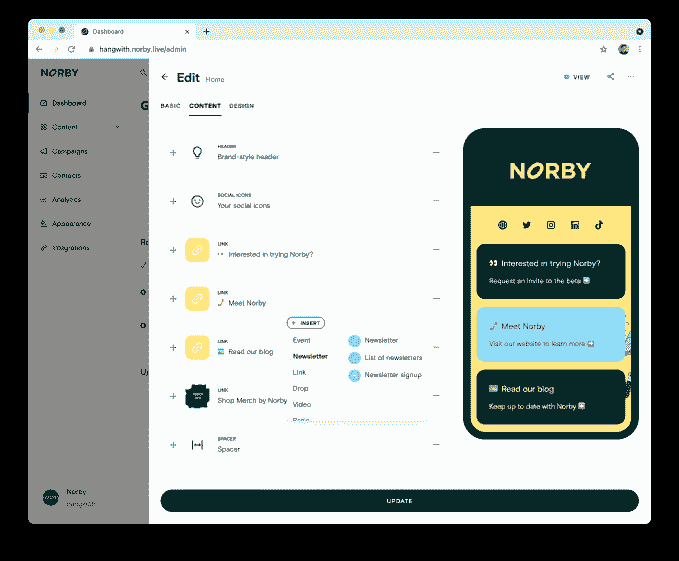 Dashboard
hangwith.norby.live/admin
NORBY
Edit Home
VIEW
Dashboard
Content
Campaigns
Contacts
Analytics
Appearance
Integrations
Norby
BASIC CONTENT DESIGN
HEADER
Brand-style header
SOCIAL ICONS
Your social icons
LINK
👀 Interested in trying Norby?
LINK
Meet Norby
LINK
Read our blog
LINK
Shop Merch by Norby
SPACER
Spacer
+ INSERT
Event
Newsletter
Link
Drop
Video
Newsletter
List of newsletters
Newsletter signup
NORBY
👀 Interested in trying Norby?
Request an invite to the beta ➡️
Meet Norby
Visit our website to learn more ➡️
Read our blog
Keep up to date with Norby ➡️
UPDATE